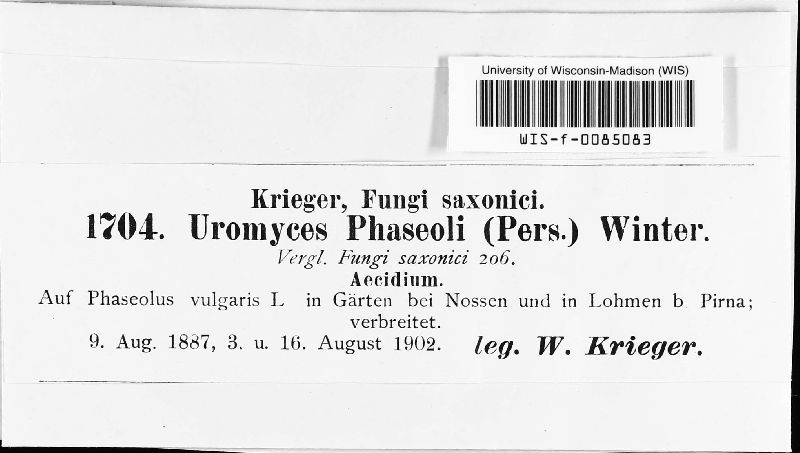 University of Wisconsin-Madison (WIS)
WIS-f-0085083
Krieger, Fungi saxonici.
1704. Uromyces Phaseoli (Pers.) Winter.
Vergl. Fungi saxonici 206.
Aecidium.
Auf Phaseolus vulgaris L in Gärten bei Nossen und in Lohmen b. Pirna;
verbreitet.
9. Aug. 1887, 3. u. 16. August 1902. leg. W. Krieger.